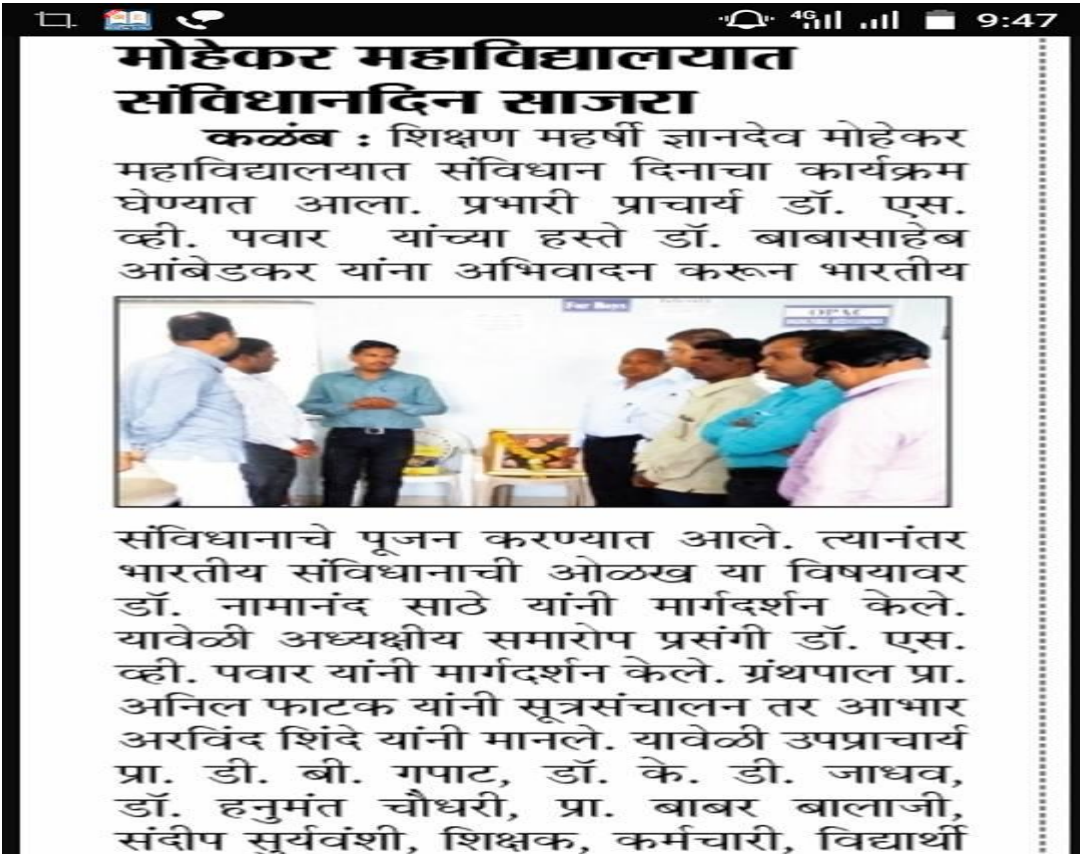 4G 9:47
मोहेकर महाविद्यालयात
संविधानदिन साजरा
कळंब : शिक्षण महर्षी ज्ञानदेव मोहेकर
महाविद्यालयात संविधान दिनाचा कार्यक्रम
घेण्यात आला. प्रभारी प्राचार्य डॉ. एस.
व्ही. पवार यांच्या हस्ते डॉ. बाबासाहेब
आंबेडकर यांना अभिवादन करून भारतीय
For Boys
OPAC
संविधानाचे पूजन करण्यात आले. त्यानंतर
भारतीय संविधानाची ओळख या विषयावर
डॉ. नामानंद साठे यांनी मार्गदर्शन केले.
यावेळी अध्यक्षीय समारोप प्रसंगी डॉ. एस.
व्ही. पवार यांनी मार्गदर्शन केले. ग्रंथपाल प्रा.
अनिल फाटक यांनी सूत्रसंचालन तर आभार
अरविंद शिंदे यांनी मानले. यावेळी उपप्राचार्य
प्रा. डी. बी. गपाट, डॉ. के. डी. जाधव,
डॉ. हनुमंत चौधरी, प्रा. बाबर बालाजी,
संदीप सुर्यवंशी, शिक्षक, कर्मचारी, विद्यार्थी